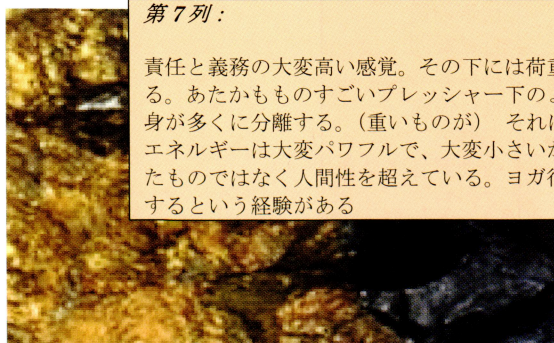 第7列：
責任と義務の大変高い感覚。その下には荷重
る。あたかもものすごいプレッシャー下の
身が多くに分離する。（重いものが） それに
エネルギーは大変パワフルで、大変小さい
たものではなく人間性を超えている。ヨガ行
するという経験がある